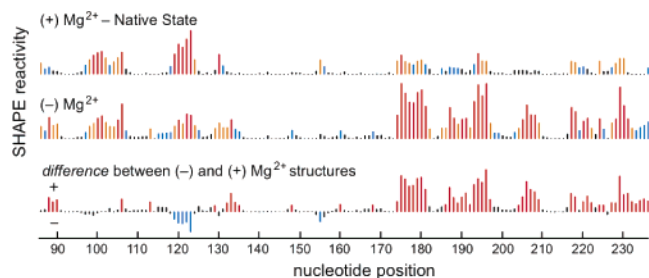 (+) Mg²⁺ – Native State
(–) Mg²⁺
SHAPE reactivity
difference between (–) and (+) Mg²⁺ structures
+
–
90 100 110 120 130 140 150 160 170 180 190 200 210 220 230
nucleotide position